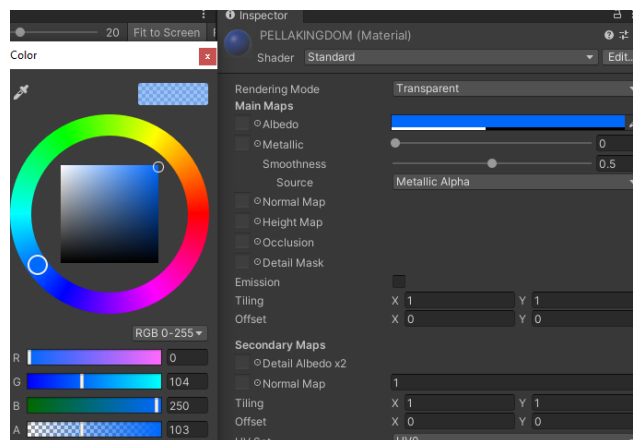 20 Fit to Screen
Inspector
PELLAKINGDOM (Material)
Shader Standard Edit..
Color x
Rendering Mode Transparent
Main Maps
Albedo
Metallic 0
Smoothness 0.5
Source Metallic Alpha
Normal Map
Height Map
Occlusion
Detail Mask
Emission
Tiling X 1 Y 1
Offset X 0 Y 0
Secondary Maps
Detail Albedo x2
Normal Map 1
Tiling X 1 Y 1
Offset X 0 Y 0
RGB 0-255
R 0
G 104
B 250
A 103